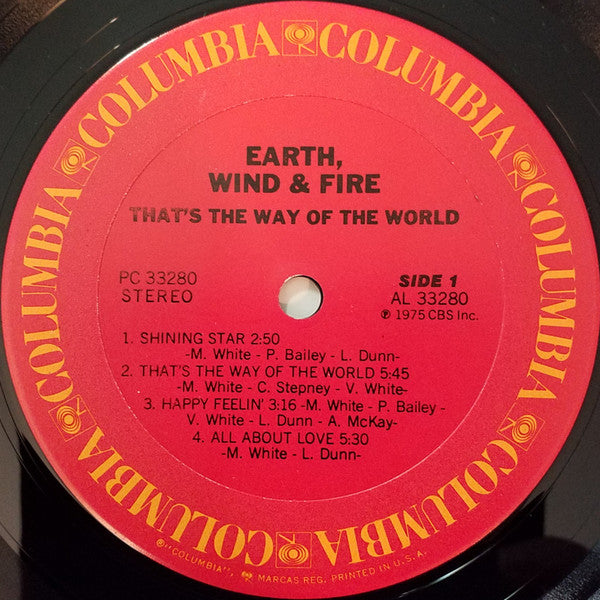 COLUMBIA COLUMBIA COLUMBIA COLUMBIA COLUMBIA COLUMBIA
EARTH,
WIND & FIRE
THAT'S THE WAY OF THE WORLD
PC 33280
STEREO
SIDE 1
AL 33280
℗ 1975 CBS Inc.
1. SHINING STAR 2:50
-M. White - P. Bailey - L. Dunn-
2. THAT'S THE WAY OF THE WORLD 5:45
-M. White - C. Stepney - V. White-
3. HAPPY FEELIN' 3:16 -M. White - P. Bailey -
V. White - L. Dunn - A. McKay-
4. ALL ABOUT LOVE 5:30
-M. White - L. Dunn-
®"COLUMBIA", MARCAS REG. PRINTED IN U.S.A.